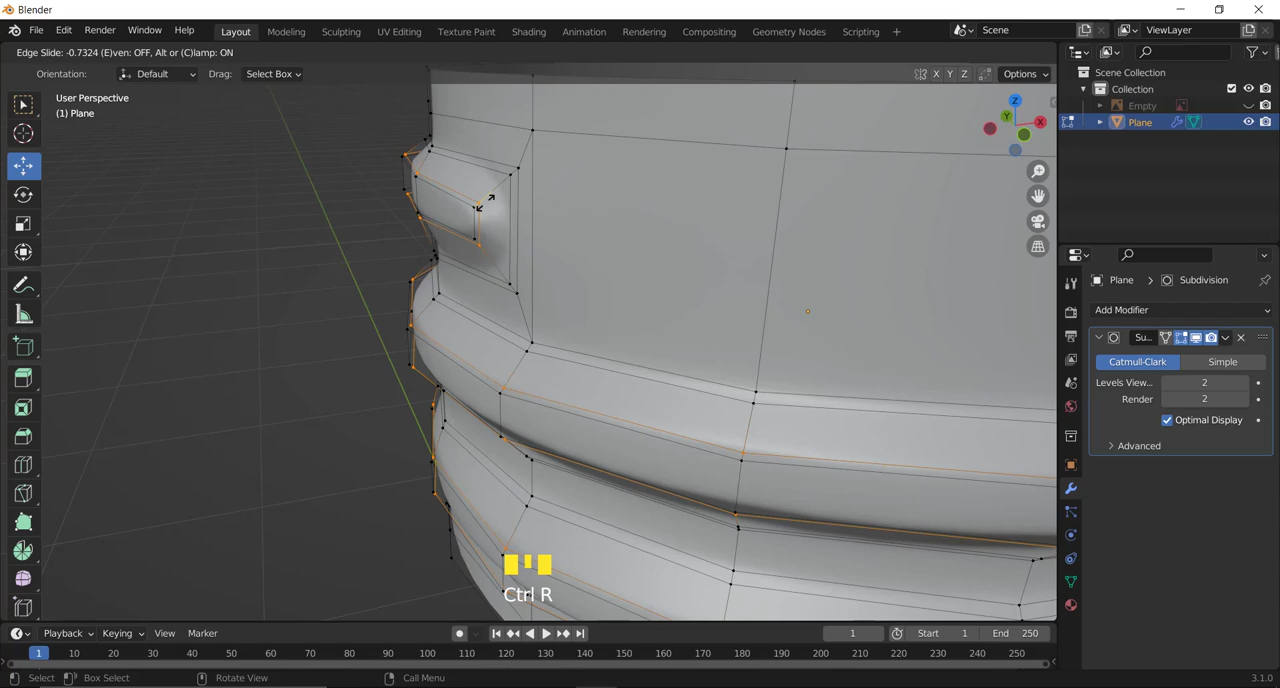 Blender
File Edit Render Window Help Layout Modeling Sculpting UV Editing Texture Paint Shading Animation Rendering Compositing Geometry Nodes Scripting + Scene ViewLayer
Edge Slide: -0.7324 (E)ven: OFF, Alt or (C)lamp: ON
Orientation: Default Drag: Select Box X Y Z Options
User Perspective
(1) Plane
Z
Y X
Scene Collection
Collection
Empty
Plane
Plane > Subdivision
Add Modifier
Su...
Catmull-Clark Simple
Levels View... 2
Render 2
Optimal Display
Advanced
Ctrl R
Playback Keying View Marker 1 Start 1 End 250
1 10 20 30 40 50 60 70 80 90 100 110 120 130 140 150 160 170 180 190 200 210 220 230 240 250
Select Box Select Rotate View Call Menu 3.1.0